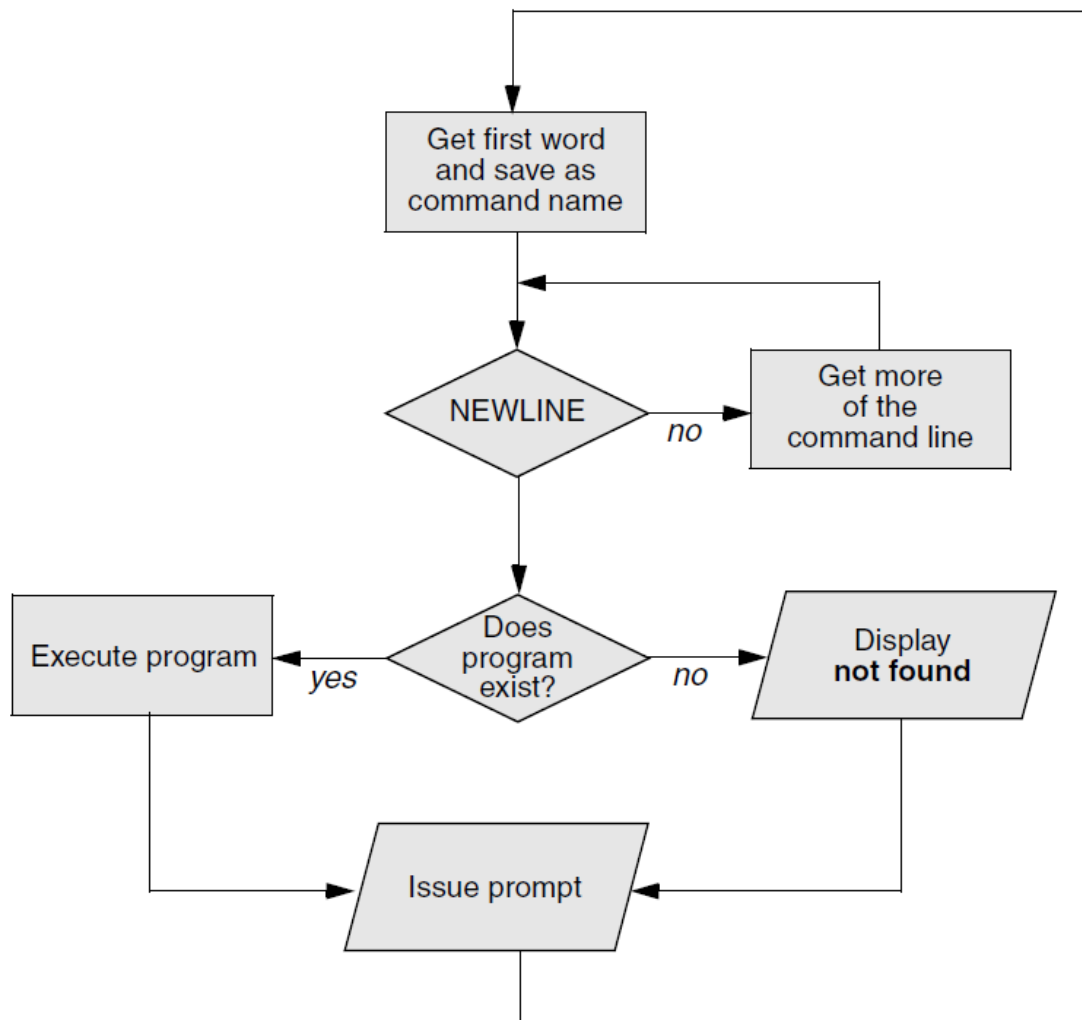 Get first word
and save as
command name
NEWLINE
no
Get more
of the
command line
Does
program
exist?
yes
Execute program
no
Display
not found
Issue prompt